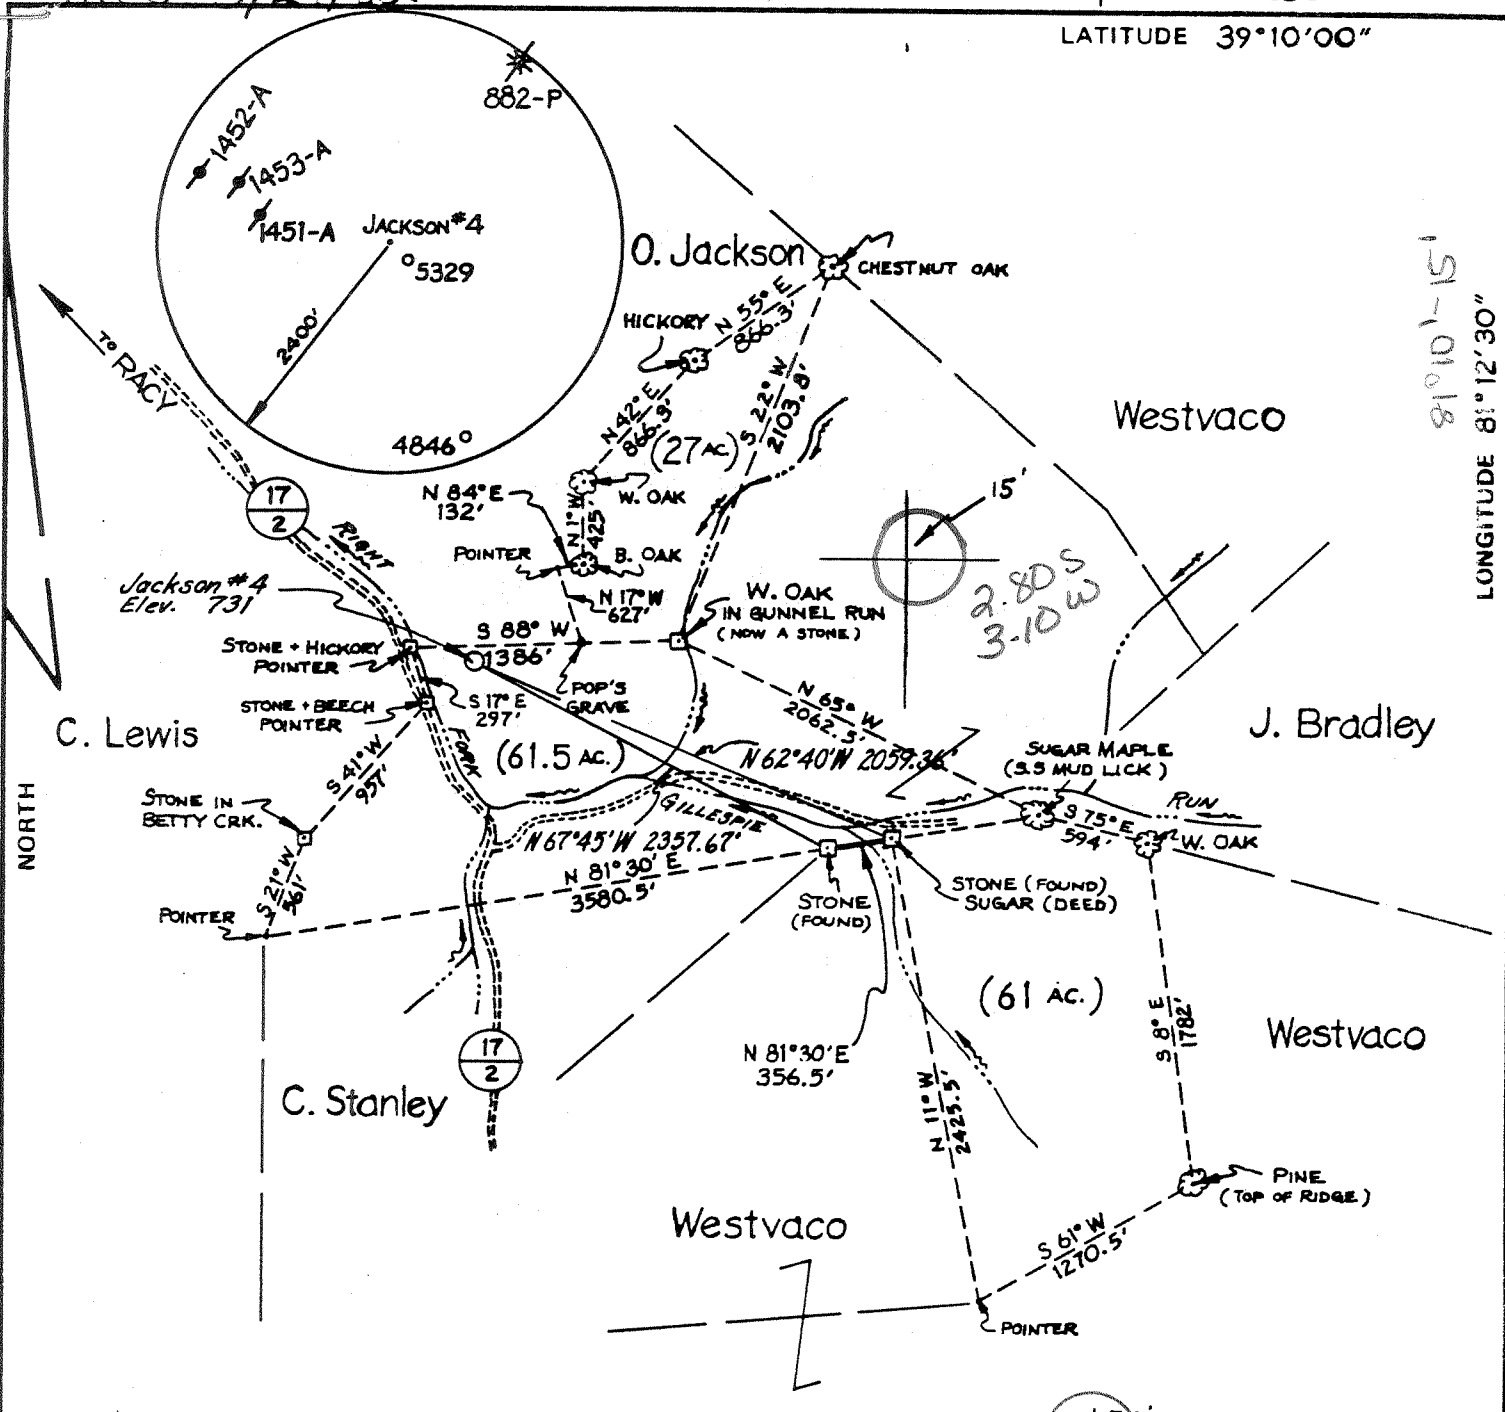 LATITUDE 39°10'00"
LONGITUDE 81°12'30"
882-P
1452-A
1453-A
1451-A
JACKSON #4
5329
2400'
4846
TO RACY
O. Jackson
CHESTNUT OAK
HICKORY
N 55° E
866.3'
N 42° E
866.3'
S 22° W
2103.8'
(27 AC.)
Westvaco
15'
2.80 S
3.10 W
17
2
RIGHT
N 84° E
132'
W. OAK
N 1° W
425'
POINTER
B. OAK
N 17° W
627'
W. OAK
IN GUNNEL RUN
(NOW A STONE)
Jackson #4
Elev. 731
STONE + HICKORY
POINTER
S 88° W
1386'
POP'S
GRAVE
STONE + BEECH
POINTER
S 17° E
297'
C. Lewis
FORK
(61.5 AC.)
N 65° W
2062.5'
N 62°40'W 2059.36'
J. Bradley
SUGAR MAPLE
(S.S MUD LICK)
S 41° W
957'
STONE IN
BETTY CRK.
GILLESPIE
RUN
S 75° E
594'
W. OAK
N 67°45'W 2357.67'
NORTH
S 21° W
561'
N 81°30' E
3580.5'
POINTER
STONE
(FOUND)
STONE (FOUND)
SUGAR (DEED)
(61 AC.)
S 8° E
1782'
Westvaco
17
2
N 81°30'E
356.5'
C. Stanley
N 11° W
2425.5'
PINE
(TOP OF RIDGE)
Westvaco
S 61° W
1270.5'
POINTER